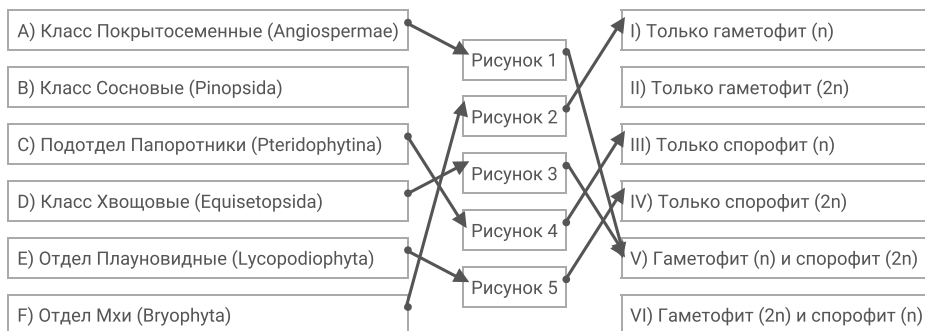 A) Класс Покрытосеменные (Angiospermae)
B) Класс Сосновые (Pinopsida)
C) Подотдел Папоротники (Pteridophytina)
D) Класс Хвощовые (Equisetopsida)
E) Отдел Плауновидные (Lycopodiophyta)
F) Отдел Мхи (Bryophyta)
Рисунок 1
Рисунок 2
Рисунок 3
Рисунок 4
Рисунок 5
I) Только гаметофит (n)
II) Только гаметофит (2n)
III) Только спорофит (n)
IV) Только спорофит (2n)
V) Гаметофит (n) и спорофит (2n)
VI) Гаметофит (2n) и спорофит (n)